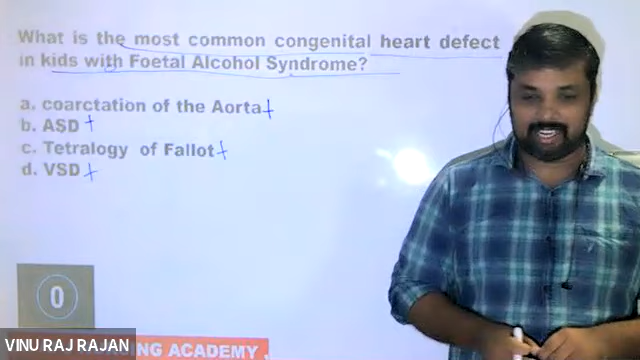 What is the most common congenital heart defect
in kids with Foetal Alcohol Syndrome?
a. coarctation of the Aorta
b. ASD
c. Tetralogy of Fallot
d. VSD
0
VINU RAJ RAJAN
ACADEMY